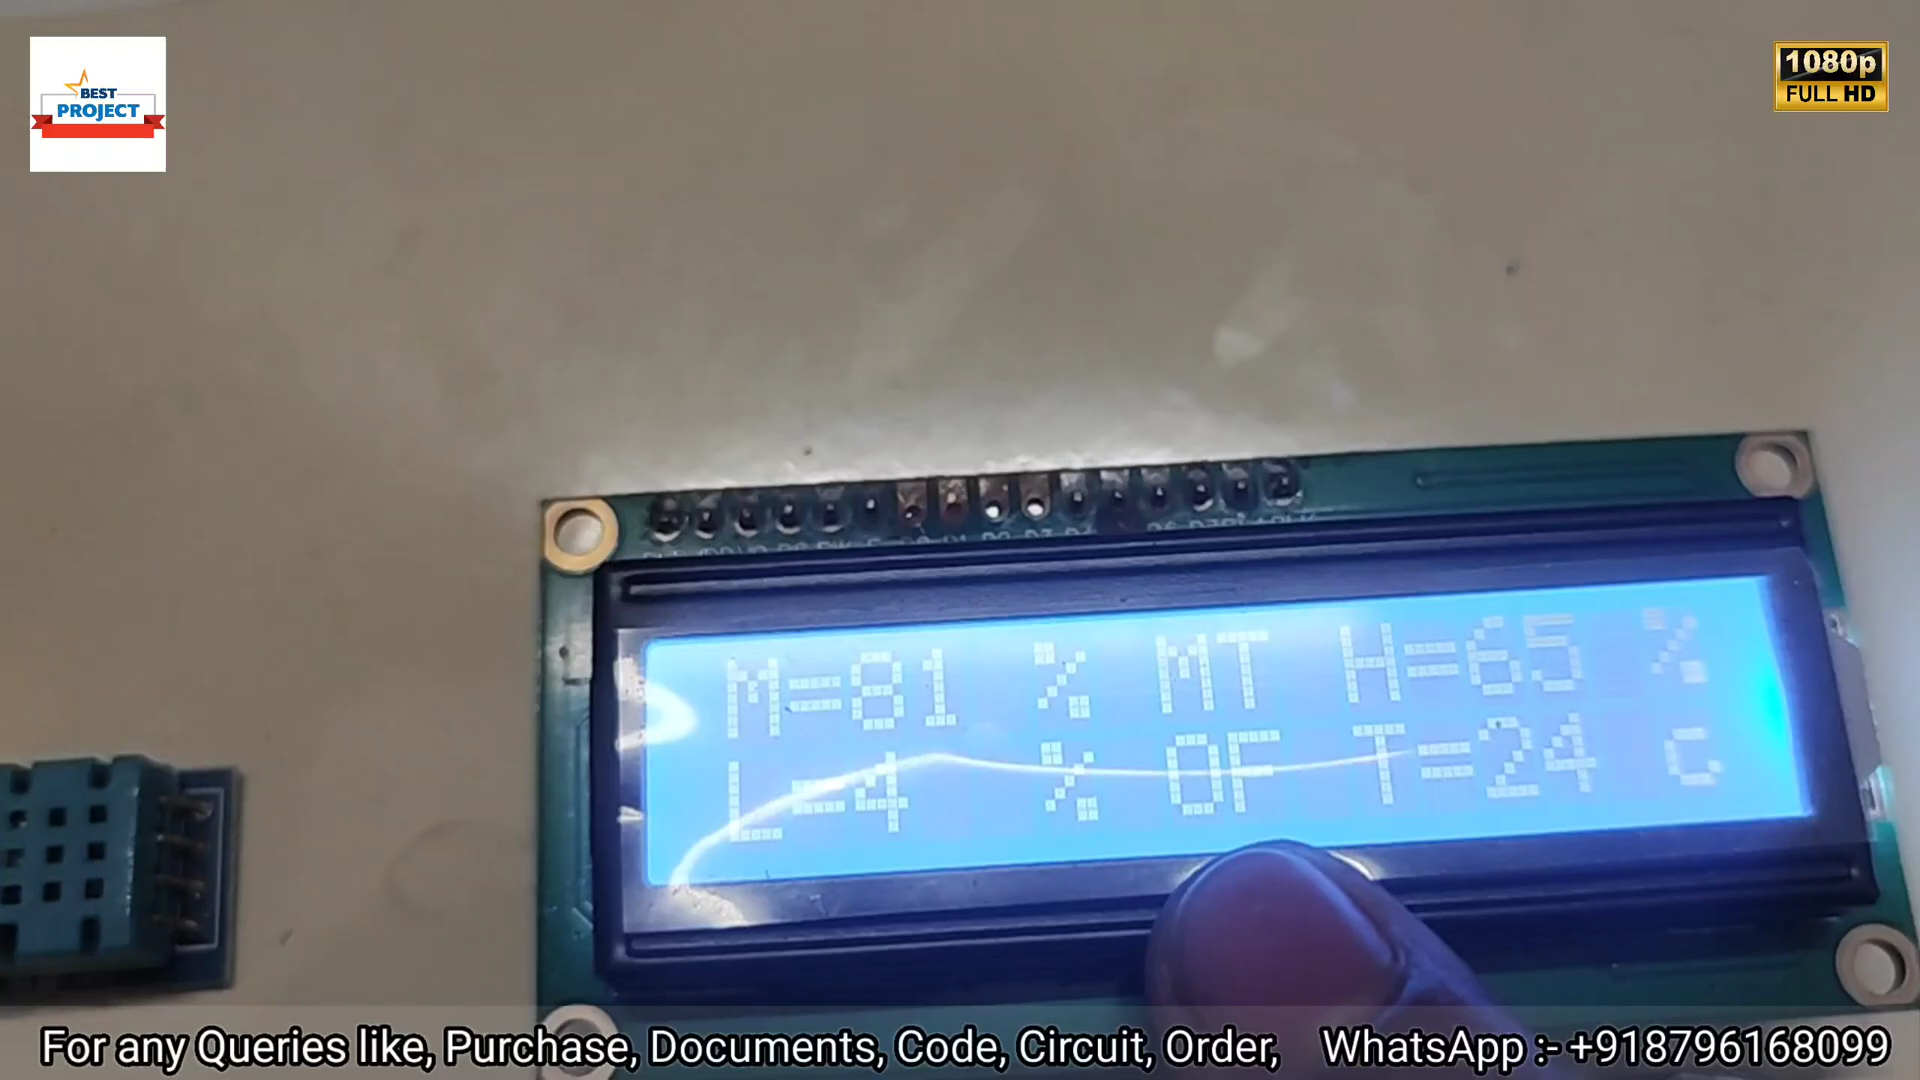 BEST
PROJECT
1080p
FULL HD
M=81 % MT H=65 %
L=4 % OF T=24 c
For any Queries like, Purchase, Documents, Code, Circuit, Order, WhatsApp :- +918796168099